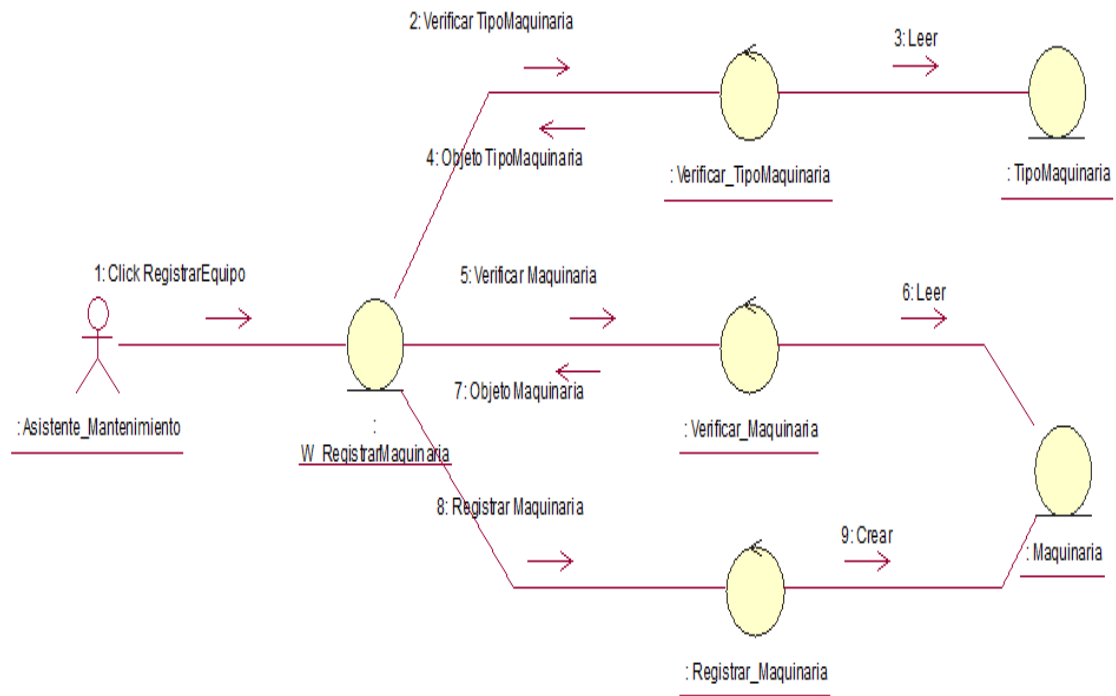 2: Verificar TipoMaquinaria
3: Leer
4: Objeto TipoMaquinaria
: Verificar_TipoMaquinaria
: TipoMaquinaria
1: Click RegistrarEquipo
5: Verificar Maquinaria
6: Leer
7: Objeto Maquinaria
: Asistente_Mantenimiento
:
W_RegistrarMaquinaria
: Verificar_Maquinaria
8: Registrar Maquinaria
9: Crear
: Maquinaria
: Registrar_Maquinaria